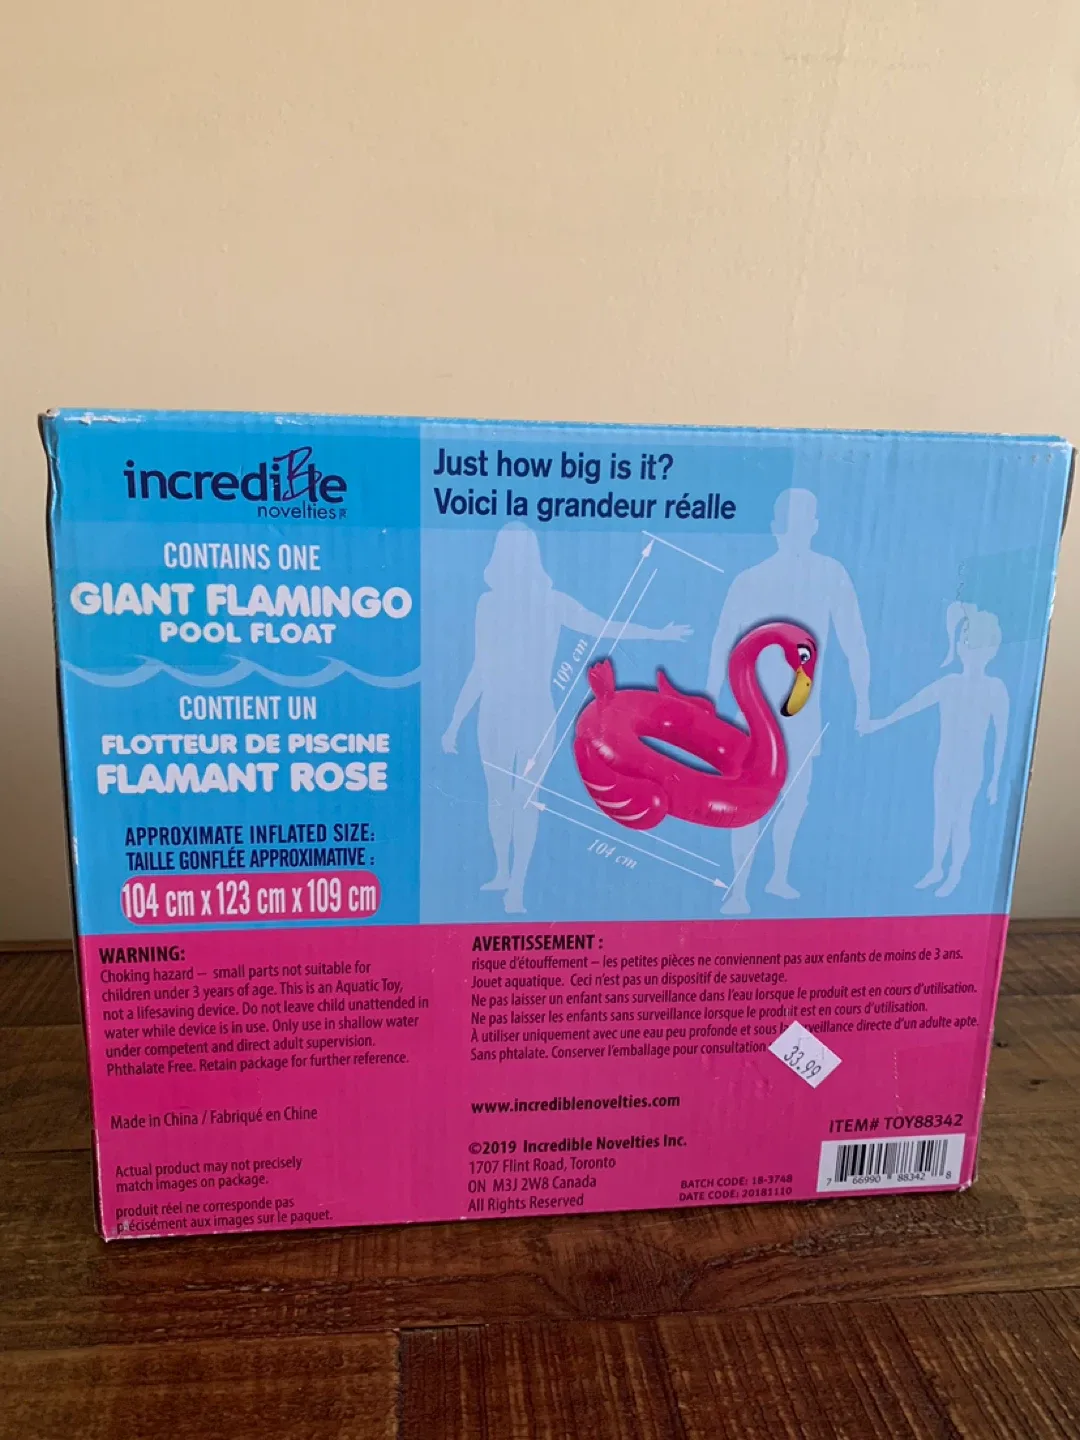 incredible
novelties
CONTAINS ONE
GIANT FLAMINGO
POOL FLOAT
CONTIENT UN
FLOTTEUR DE PISCINE
FLAMANT ROSE
APPROXIMATE INFLATED SIZE:
TAILLE GONFLÉE APPROXIMATIVE :
104 cm x 123 cm x 109 cm
Just how big is it?
Voici la grandeur réalle
109 cm
104 cm
WARNING:
Choking hazard – small parts not suitable for
children under 3 years of age. This is an Aquatic Toy,
not a lifesaving device. Do not leave child unattended in
water while device is in use. Only use in shallow water
under competent and direct adult supervision.
Phthalate Free. Retain package for further reference.
Made in China / Fabriqué en Chine
Actual product may not precisely
match images on package.
produit réel ne corresponde pas
précisément aux images sur le paquet.
AVERTISSEMENT :
risque d'étouffement – les petites pièces ne conviennent pas aux enfants de moins de 3 ans.
Jouet aquatique. Ceci n'est pas un dispositif de sauvetage.
Ne pas laisser un enfant sans surveillance dans l'eau lorsque le produit est en cours d'utilisation.
Ne pas laisser les enfants sans surveillance lorsque le produit est en cours d'utilisation.
À utiliser uniquement avec une eau peu profonde et sous surveillance directe d'un adulte apte.
Sans phtalate. Conserver l'emballage pour consultation
33.99
www.incrediblenovelties.com
©2019 Incredible Novelties Inc.
1707 Flint Road, Toronto
ON M3J 2W8 Canada
All Rights Reserved
BATCH CODE: 18-3748
DATE CODE: 20181110
ITEM# TOY88342
7 66990 88342 8